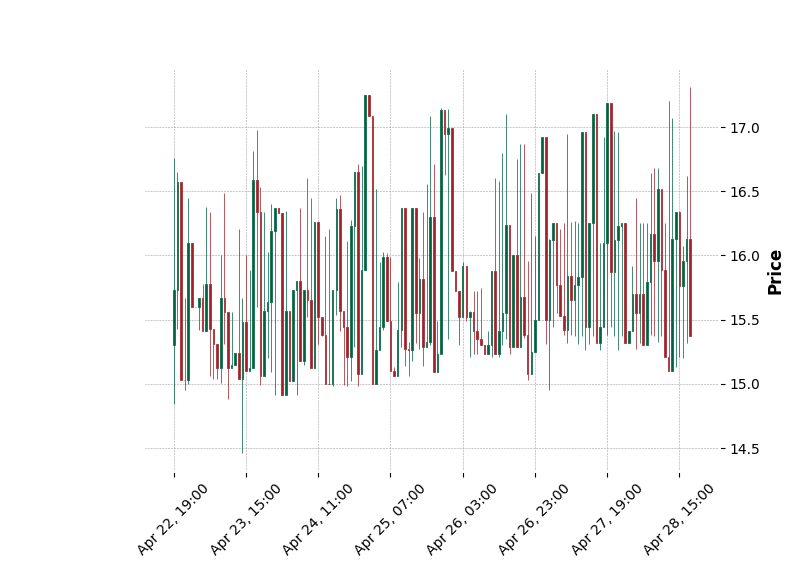 17.0
16.5
16.0
15.5
15.0
14.5
Price
Apr 22, 19:00
Apr 23, 15:00
Apr 24, 11:00
Apr 25, 07:00
Apr 26, 03:00
Apr 26, 23:00
Apr 27, 19:00
Apr 28, 15:00